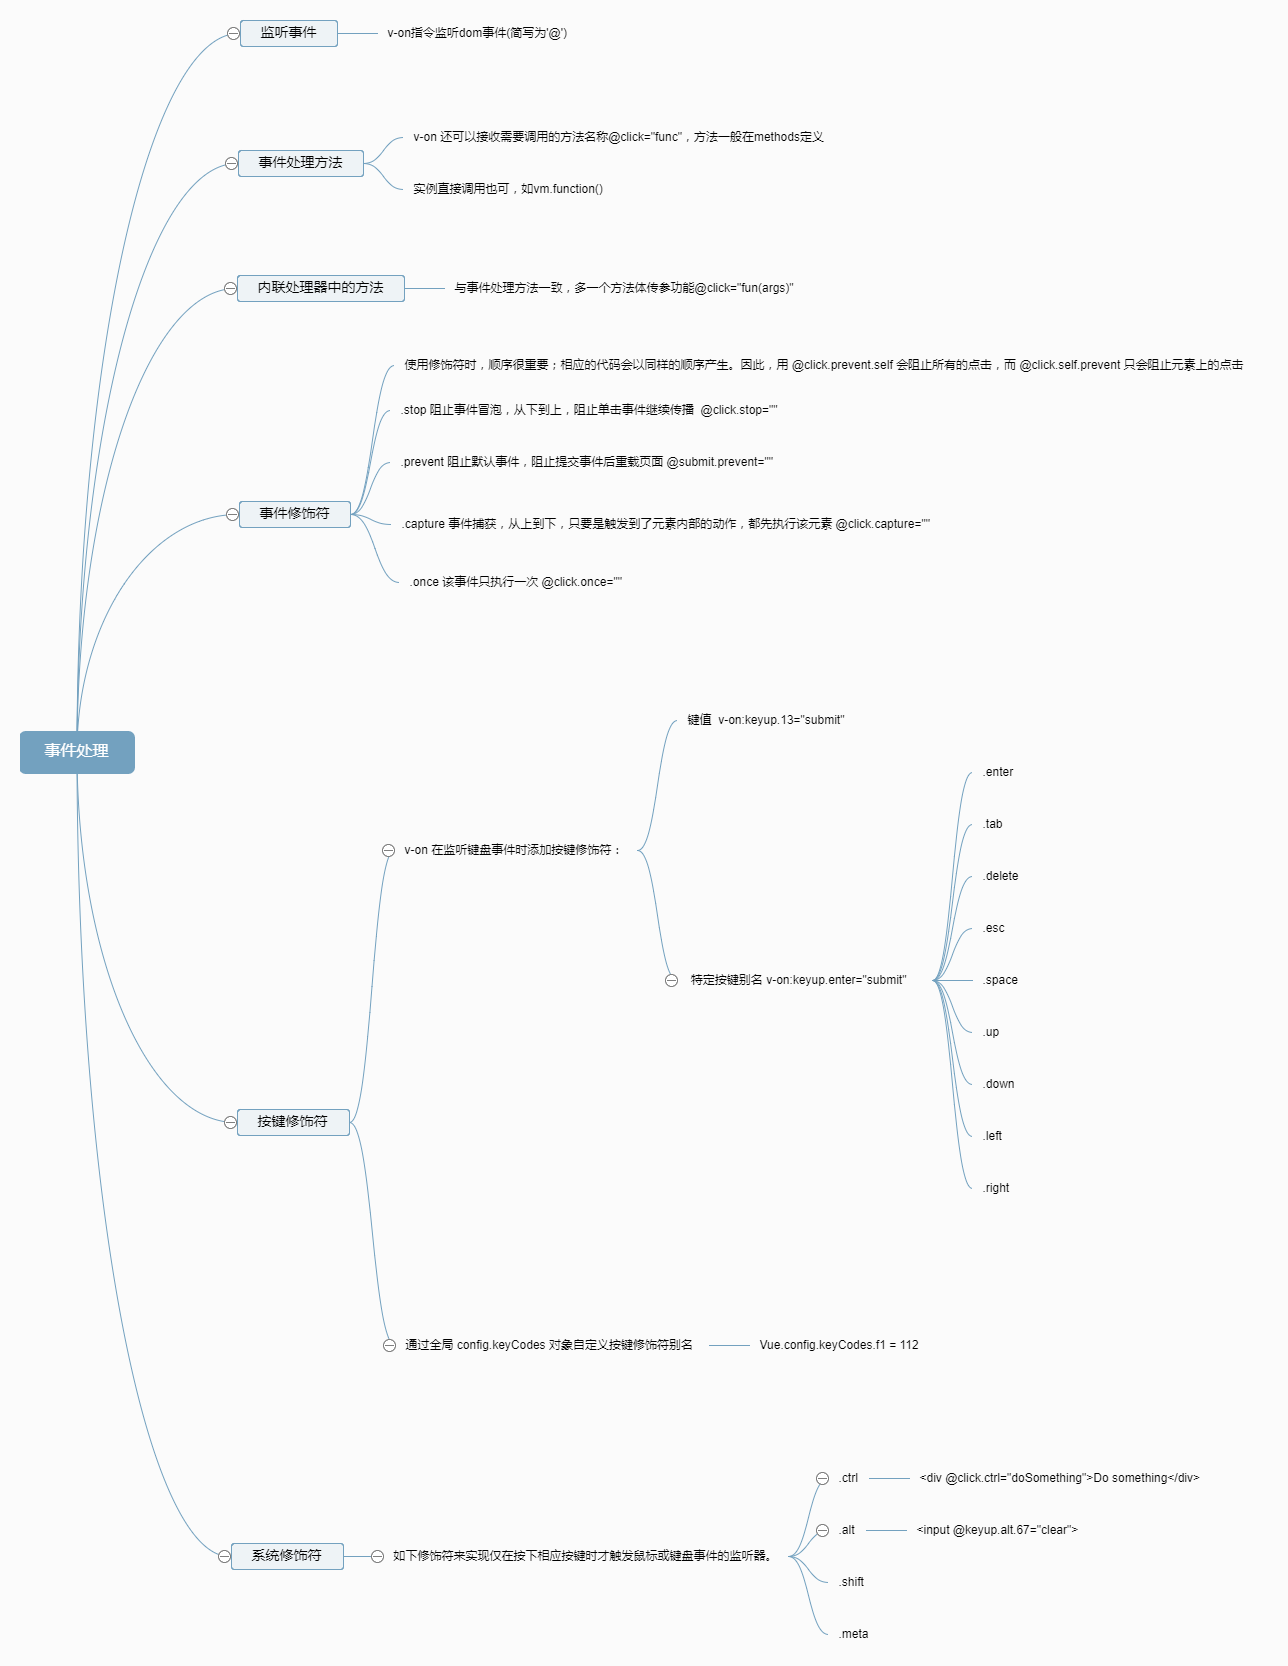 监听事件
v-on指令监听dom事件(简写为'@')
事件处理方法
v-on 还可以接收需要调用的方法名称@click="func"，方法一般在methods定义
实例直接调用也可，如vm.function()
内联处理器中的方法
与事件处理方法一致，多一个方法体传参功能@click="fun(args)"
事件修饰符
使用修饰符时，顺序很重要；相应的代码会以同样的顺序产生。因此，用 @click.prevent.self 会阻止所有的点击，而 @click.self.prevent 只会阻止元素上的点击
.stop 阻止事件冒泡，从下到上，阻止单击事件继续传播  @click.stop=""
.prevent 阻止默认事件，阻止提交事件后重载页面 @submit.prevent=""
.capture 事件捕获，从上到下，只要是触发到了元素内部的动作，都先执行该元素 @click.capture=""
.once 该事件只执行一次 @click.once=""
事件处理
按键修饰符
v-on 在监听键盘事件时添加按键修饰符：
键值  v-on:keyup.13="submit"
特定按键别名 v-on:keyup.enter="submit"
.enter
.tab
.delete
.esc
.space
.up
.down
.left
.right
通过全局 config.keyCodes 对象自定义按键修饰符别名
Vue.config.keyCodes.f1 = 112
系统修饰符
如下修饰符来实现仅在按下相应按键时才触发鼠标或键盘事件的监听器。
.ctrl
<div @click.ctrl="doSomething">Do something</div>
.alt
<input @keyup.alt.67="clear">
.shift
.meta